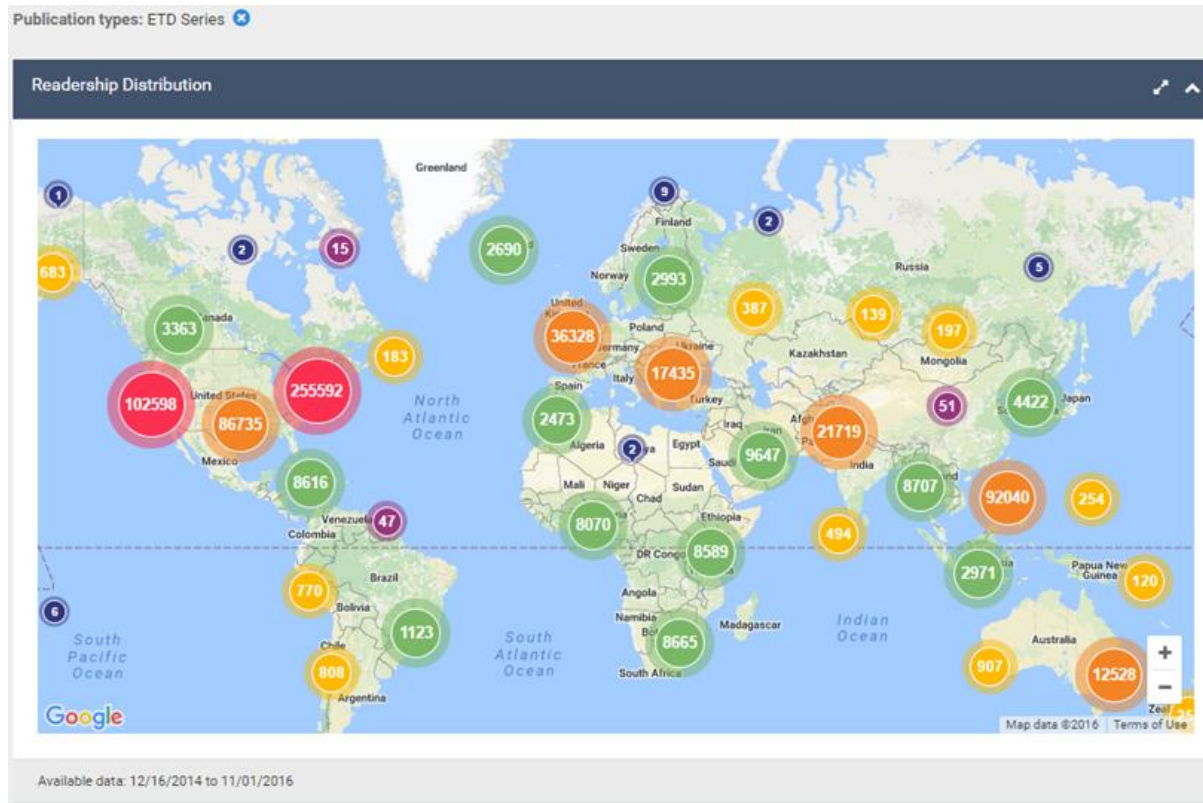 Publication types: ETD Series
Readership Distribution
Greenland
1
9
2
Finland
2
15
2690
Sweden
683
2993
Russia
5
Norway
387
139
197
3363
United
36328
Poland
183
Ukraine
Kazakhstan
Mongolia
France
17435
255592
Italy
102598
United States
Spain
Turkey
51
4422
Japan
North
Atlantic
Ocean
86735
2473
Iraq
Iran
21719
Algeria
2
Egypt
9647
Mexico
Saudi
India
8616
Mali
Niger
Chad
Sudan
8707
92040
254
Venezuela
47
8070
Ethiopia
Colombia
494
DR Congo
8589
2971
Papua New
Guinea
120
770
Brazil
Angola
6
Bolivia
Namibia
Madagascar
Indian
Ocean
South
Pacific
Ocean
1123
South
Atlantic
Ocean
8665
Australia
Chile
808
South Africa
907
12528
+
−
Argentina
Google
Map data ©2016
Terms of Use
Available data: 12/16/2014 to 11/01/2016